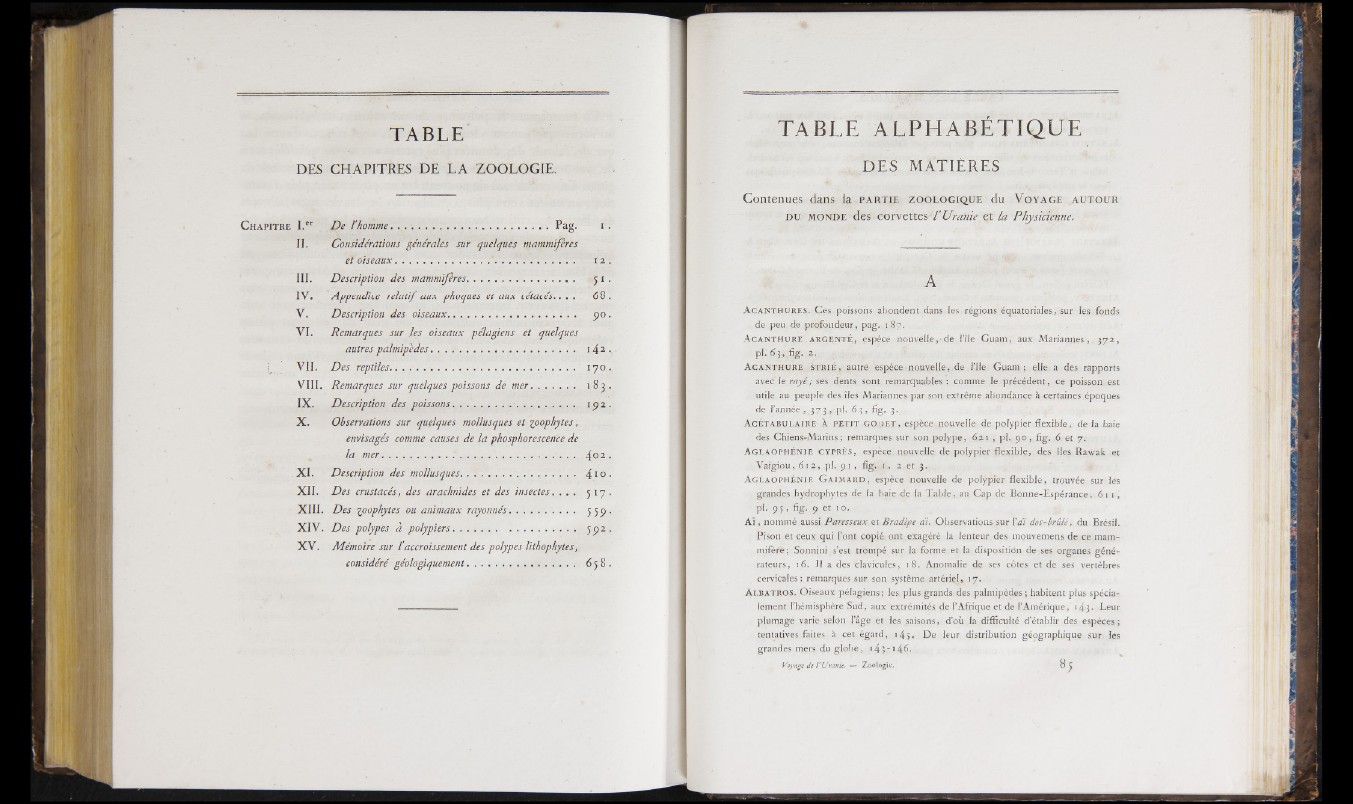 TABLE
DES CHAPITRES DE LA ZOOLOGIE.
CHAPITRE I.er De l'homme....................... Pag. 1.
II. Considérations générales sur quelques mammifères
et oiseaux.......................... 12.
III. Description des mammifères................ 51.
IV. Appendice relatif aux phoques et aux cétacés.... 68.
V. Description des oiseaux................... 90.
VI. Remarques sur les oiseaux pélagiens et quelques
autres palmipèdes..................... 142.
VII. Des reptiles........................... 170.
VIII. Remarques sur quelques poissons de mer....... 183.
IX. Description des poissons.................. 192.
X. Observations sur quelques mollusques et zoophytes,
envisagés comme causes de la phosphorescence de
la mer............................ 402.
XI. Description des mollusques................. 410.
XII. Des crustacés, des arachnides et des insectes.... 517.
XIII. Des zoophytes ou animaux rayonnés.......... 559.
XIV. Des polypes à polypiers.................. 592.
XV. Mémoire sur l'accroissement des polypes lithophytes,
considéré géologiquement................ 658.
TABLE ALPHABÉTIQUE
DES MATIÈRES
Contenues dans la PARTIE ZOOLOGIQUE du VOYAGE AUTOUR
DU MONDE des corvettes l'Uranie et la Physicienne.
A
ACANTHURES. Ces poissons abondent dans les régions équatoriales, sur les fonds
de peu de profondeur, pag. 187.
ACANTHURE ARGENTÉ, espèce nouvelle, de l'île Guam, aux Mariannes, 372,
pl. 63, fig. 2.
ACANTHURE STRIÉ, autre espèce nouvelle, de l'île Guam ; elle a des rapports
avec le rayé; ses dents sont remarquables : comme le précédent, ce poisson est
utile au peuple des îles Mariannes par son extrême abondance à certaines époques
de l'année, 373, pl. 63, fig. 3.
ACÉTABULAIRE À PETIT GODET, espèce nouvelle de polypier flexible, de la baie
des Chiens-Marins; remarques sur son polype, 621, pl. 90, fig. 6 et 7.
AGLAOPHÉNIE CYPRÈS, espèce nouvelle de polypier flexible, des îles Rawak et
Vaigiou, 612, pl. 91, fig. 1, 2 et 3.
AGLAOPHÉNIE GAIMARD, espèce nouvelle de polypier flexible, trouvée sur les
grandes hydrophytes de la baie de la Table, au Cap de Bonne-Espérance, 611,
pl. 95, fig. 9 et 10.
AÏ, nommé aussi Paresseux et Bradipe aï. Observations sur l'aï des-brûlé, du Bresil.
Pison et ceux qui l'ont copié ont exagéré la lenteur des mouvemens de ce mam-
mifère; Sonnini s'est trompé sur la forme et la disposition de ses organes géné-
rateurs, 16. Il a des clavicules, 18. Anomalie de ses côtes et de ses vertèbres
cervicales; remarques sur son système artériel, 17.
ALBATROS. Oiseaux pélagiens; les plus grands des palmipèdes; habitent plus spécia-
lement l'hémisphère Sud, aux extrémités de l'Afrique et de l'Amérique, 143. Leur
plumage varie selon l'âge et les saisons, d'où la difficulté d'établir des espèces;
tentatives faites à cet égard, 145. De leur distribution géographique sur les
grandes mers du globe, 143-146.
Voyage de l'Uranie. — Zoologie. 85